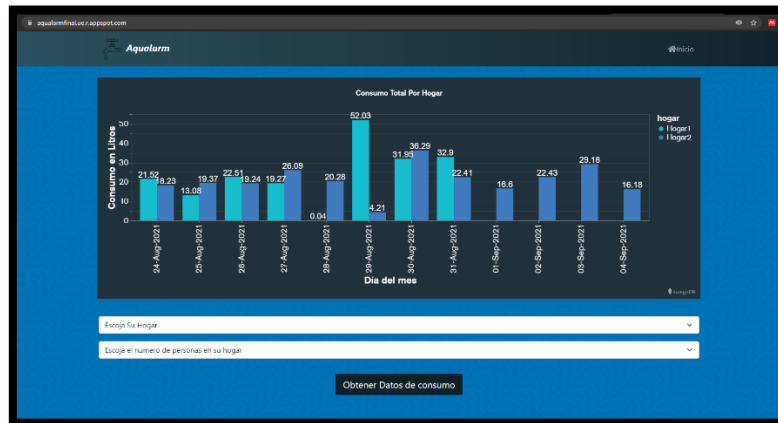 aqualarmfinal.ue.r.appspot.com
Aqualarm
Inicio
Consumo Total Por Hogar
hogar
Hogar1
Hogar2
Consumo en Litros
50
40
30
20
10
0
21.52
18.23
13.08
19.37
22.51
19.24
19.27
26.09
0.04
20.28
52.03
4.21
31.95
36.29
32.9
22.41
16.6
22.43
29.18
16.18
24-Aug-2021
25-Aug-2021
26-Aug-2021
27-Aug-2021
28-Aug-2021
29-Aug-2021
30-Aug-2021
31-Aug-2021
01-Sep-2021
02-Sep-2021
03-Sep-2021
04-Sep-2021
Día del mes
mongoDB
Escoja Su Hogar
Escoja el numero de personas en su hogar
Obtener Datos de consumo